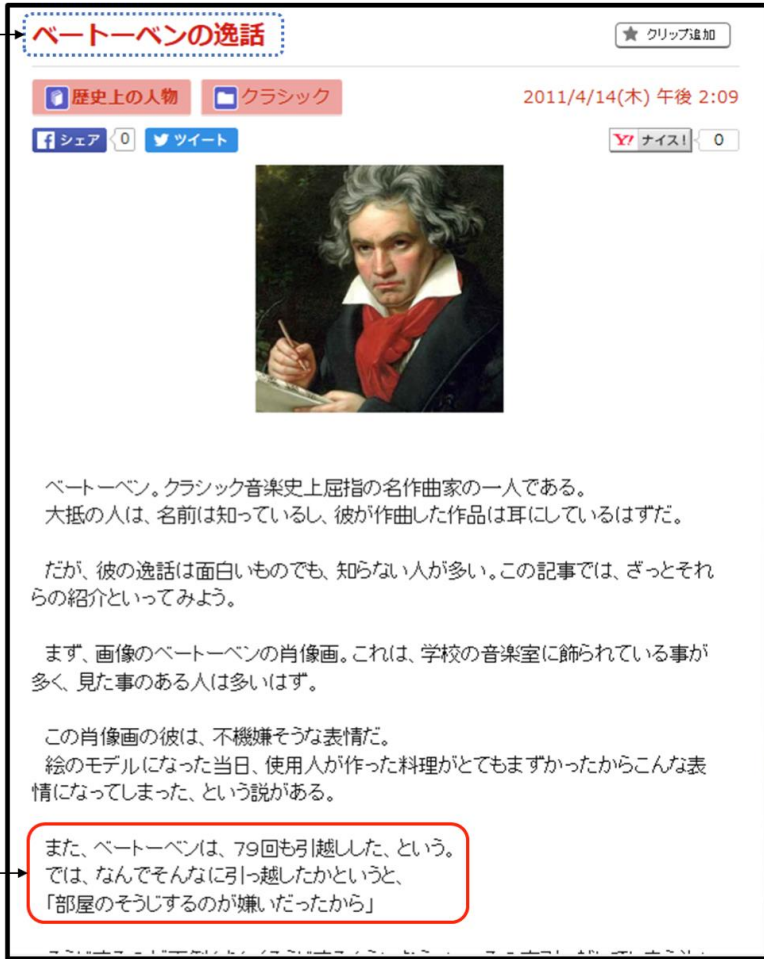 ベートーベンの逸話
クリップ追加
歴史上の人物
クラシック
2011/4/14(木) 午後 2:09
シェア 0
ツイート
Y! ナイス! 0
ベートーベン。クラシック音楽史上屈指の名作曲家の一人である。
大抵の人は、名前は知っているし、彼が作曲した作品は耳にしているはずだ。
だが、彼の逸話は面白いものでも、知らない人が多い。この記事では、ざっとそれ
らの紹介といってみよう。
まず、画像のベートーベンの肖像画。これは、学校の音楽室に飾られている事が
多く、見た事のある人は多いはず。
この肖像画の彼は、不機嫌そうな表情だ。
絵のモデルになった当日、使用人が作った料理がとてもまずかったからこんな表
情になってしまった、という説がある。
また、ベートーベンは、79回も引越しした、という。
では、なんでそんなに引っ越したかというと、
「部屋のそうじするのが嫌いだったから」